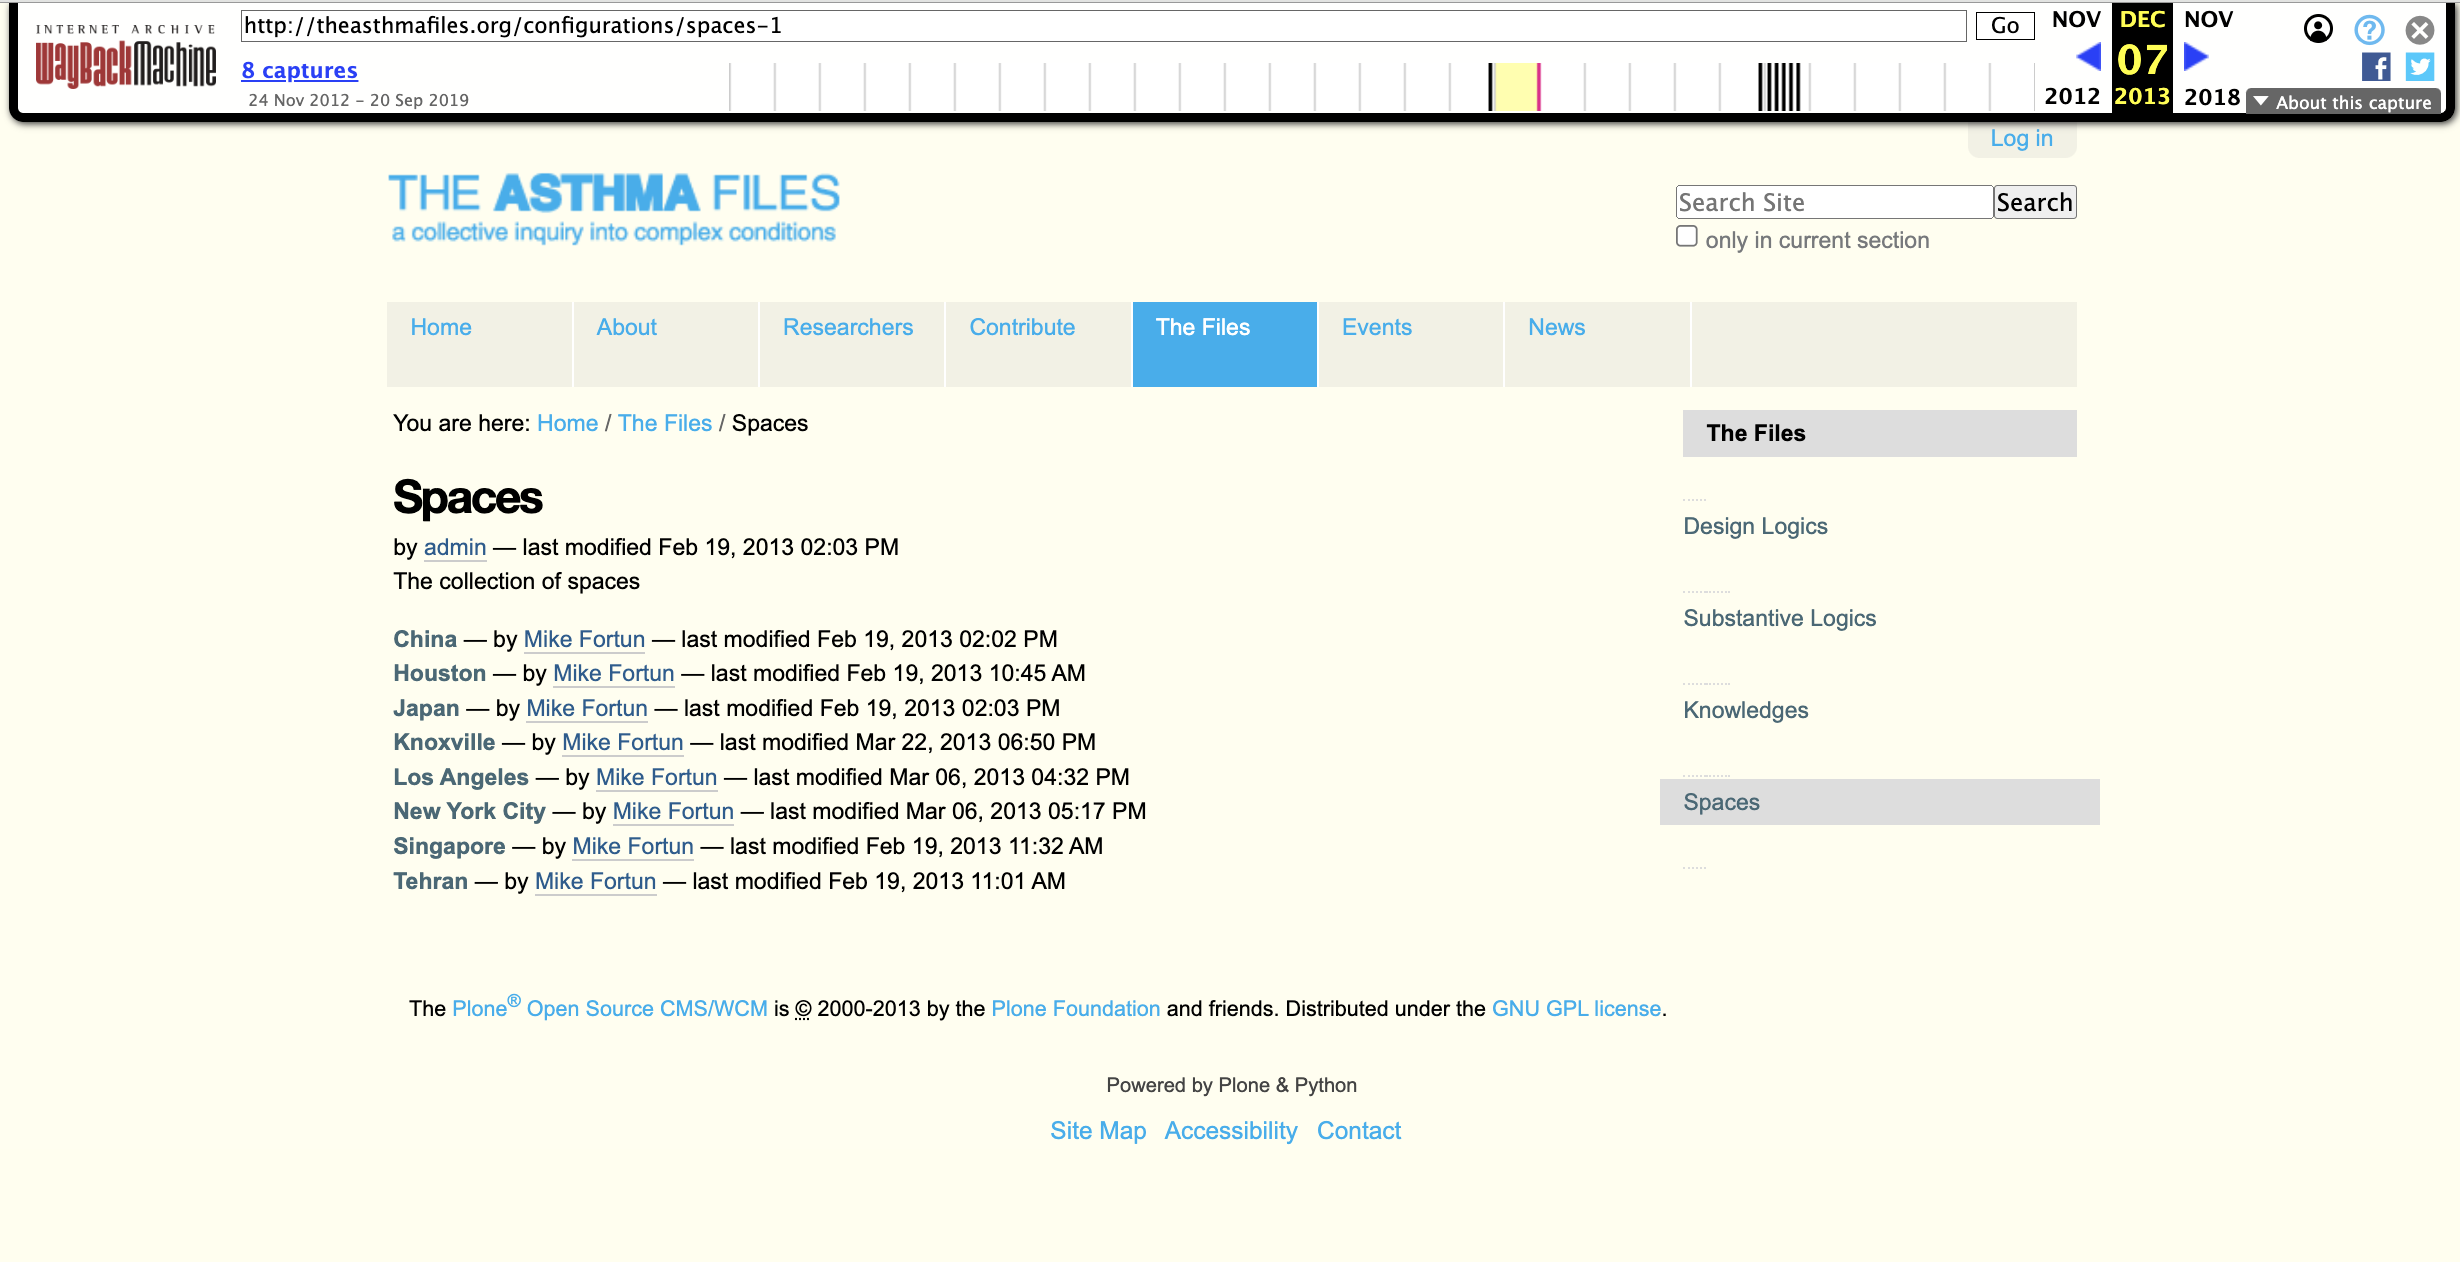 INTERNET ARCHIVE
WayBackMachine
http://theasthmafiles.org/configurations/spaces-1
Go
8 captures
24 Nov 2012 – 20 Sep 2019
NOV DEC NOV
07
2012 2013 2018
About this capture
Log in
THE ASTHMA FILES
a collective inquiry into complex conditions
Search Site
Search
only in current section
Home About Researchers Contribute The Files Events News
You are here: Home / The Files / Spaces
Spaces
by admin — last modified Feb 19, 2013 02:03 PM
The collection of spaces
China — by Mike Fortun — last modified Feb 19, 2013 02:02 PM
Houston — by Mike Fortun — last modified Feb 19, 2013 10:45 AM
Japan — by Mike Fortun — last modified Feb 19, 2013 02:03 PM
Knoxville — by Mike Fortun — last modified Mar 22, 2013 06:50 PM
Los Angeles — by Mike Fortun — last modified Mar 06, 2013 04:32 PM
New York City — by Mike Fortun — last modified Mar 06, 2013 05:17 PM
Singapore — by Mike Fortun — last modified Feb 19, 2013 11:32 AM
Tehran — by Mike Fortun — last modified Feb 19, 2013 11:01 AM
The Files
Design Logics
Substantive Logics
Knowledges
Spaces
The Plone® Open Source CMS/WCM is © 2000-2013 by the Plone Foundation and friends. Distributed under the GNU GPL license.
Powered by Plone & Python
Site Map Accessibility Contact